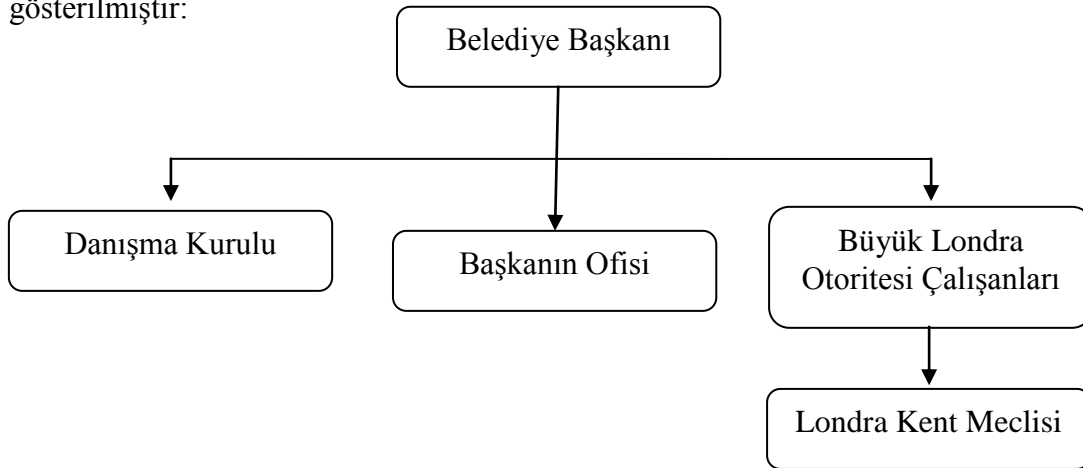 gösterilmiştir:
Belediye Başkanı
Danışma Kurulu
Başkanın Ofisi
Büyük Londra
Otoritesi Çalışanları
Londra Kent Meclisi